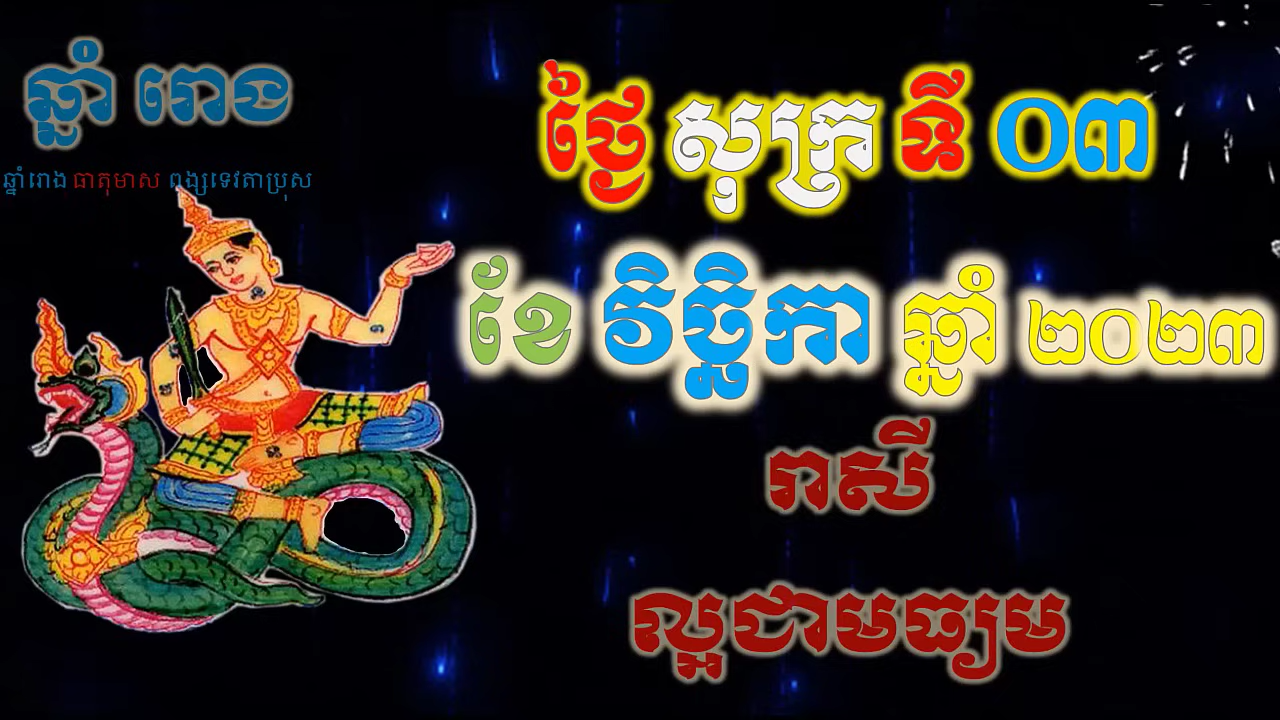 ឆ្នាំ រោង
ឆ្នាំរោង ធាតុមាស ពង្សទេវតាប្រុស
ថ្ងៃ សុក្រ ទី ០៣
ខែ វិច្ឆិកា ឆ្នាំ ២០២៣
រាសី
ល្អជាមធ្យម